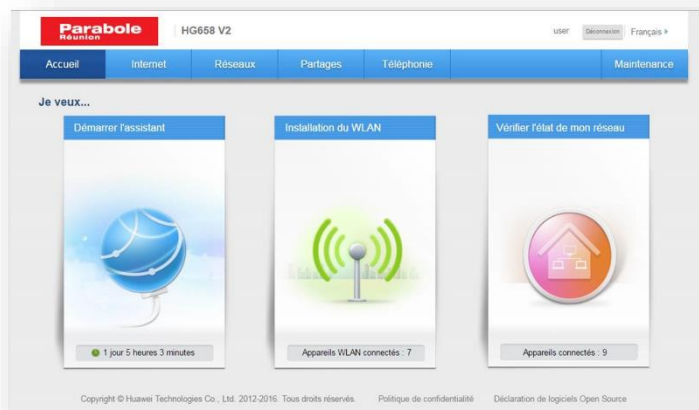 Parabole
Réunion
HG658 V2
user
Déconnexion
Français
Accueil
Internet
Réseaux
Partages
Téléphonie
Maintenance
Je veux...
Démarrer l'assistant
Installation du WLAN
Vérifier l'état de mon réseau
1 jour 5 heures 3 minutes
Appareils WLAN connectés : 7
Appareils connectés : 9
Copyright © Huawei Technologies Co., Ltd. 2012-2016. Tous droits réservés. Politique de confidentialité Déclaration de logiciels Open Source